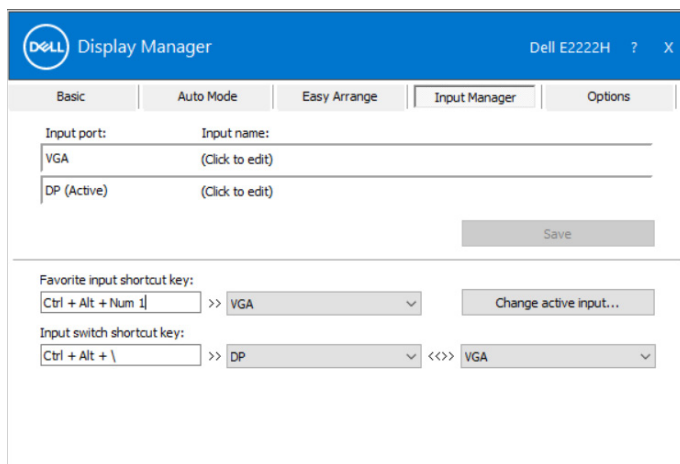 DELL Display Manager Dell E2222H ? X
Basic Auto Mode Easy Arrange Input Manager Options
Input port: Input name:
VGA (Click to edit)
DP (Active) (Click to edit)
Save
Favorite input shortcut key:
Ctrl + Alt + Num 1 >> VGA Change active input...
Input switch shortcut key:
Ctrl + Alt + \ >> DP <<>> VGA